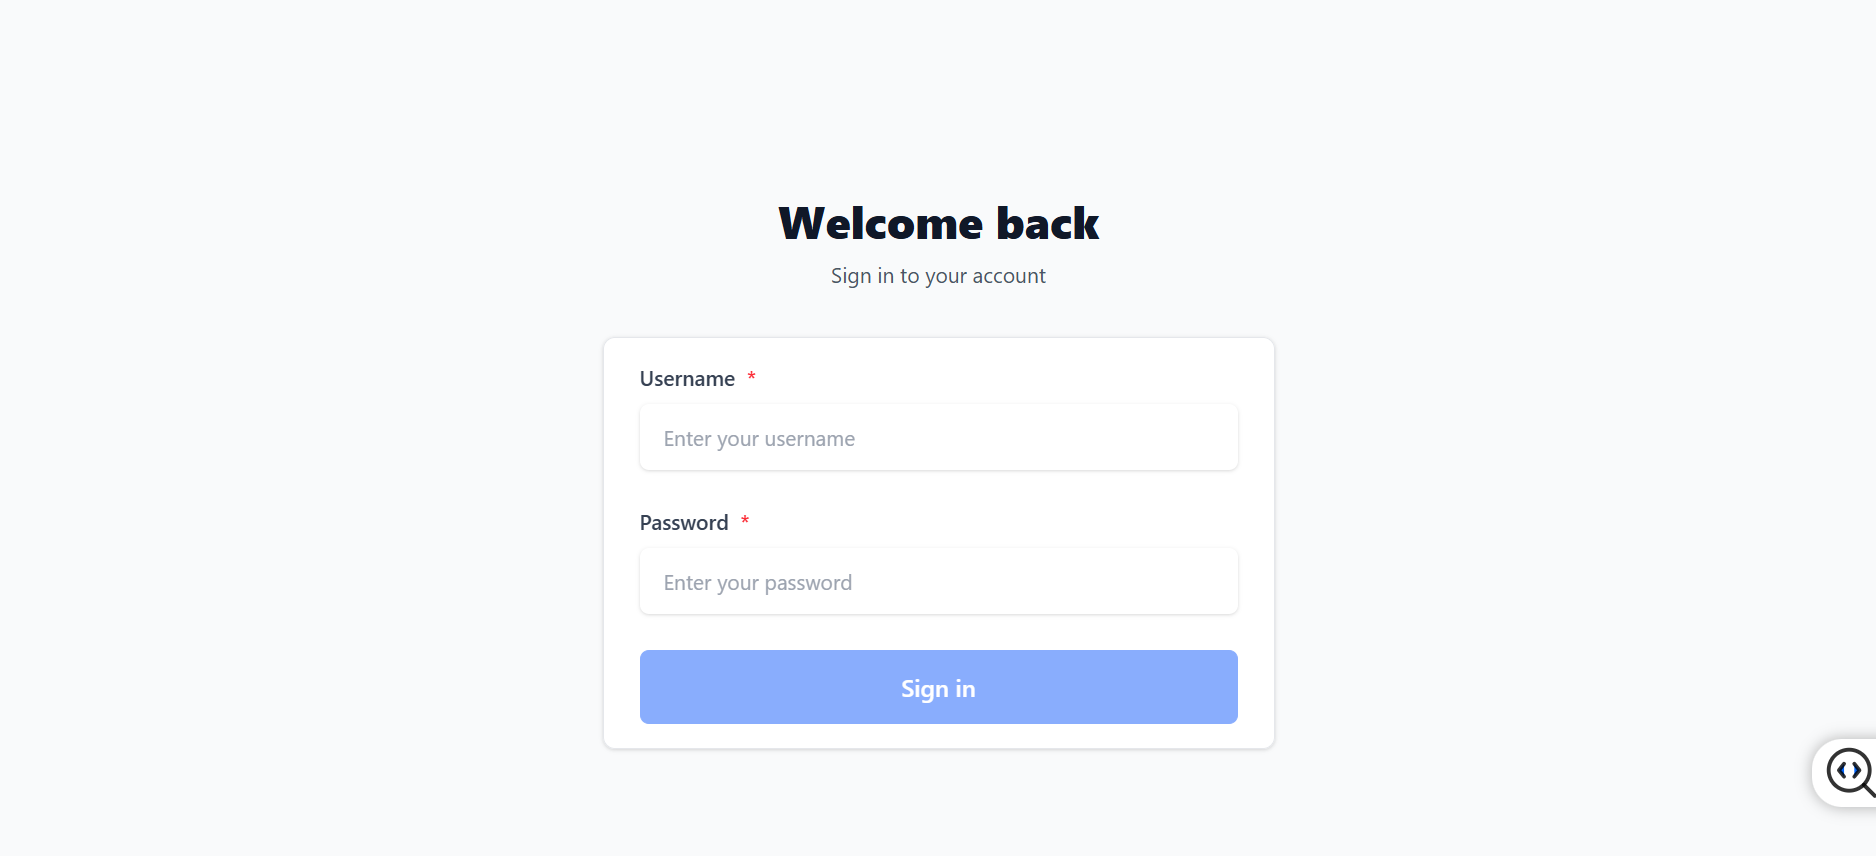 Welcome back
Sign in to your account
Username *
Enter your username
Password *
Enter your password
Sign in